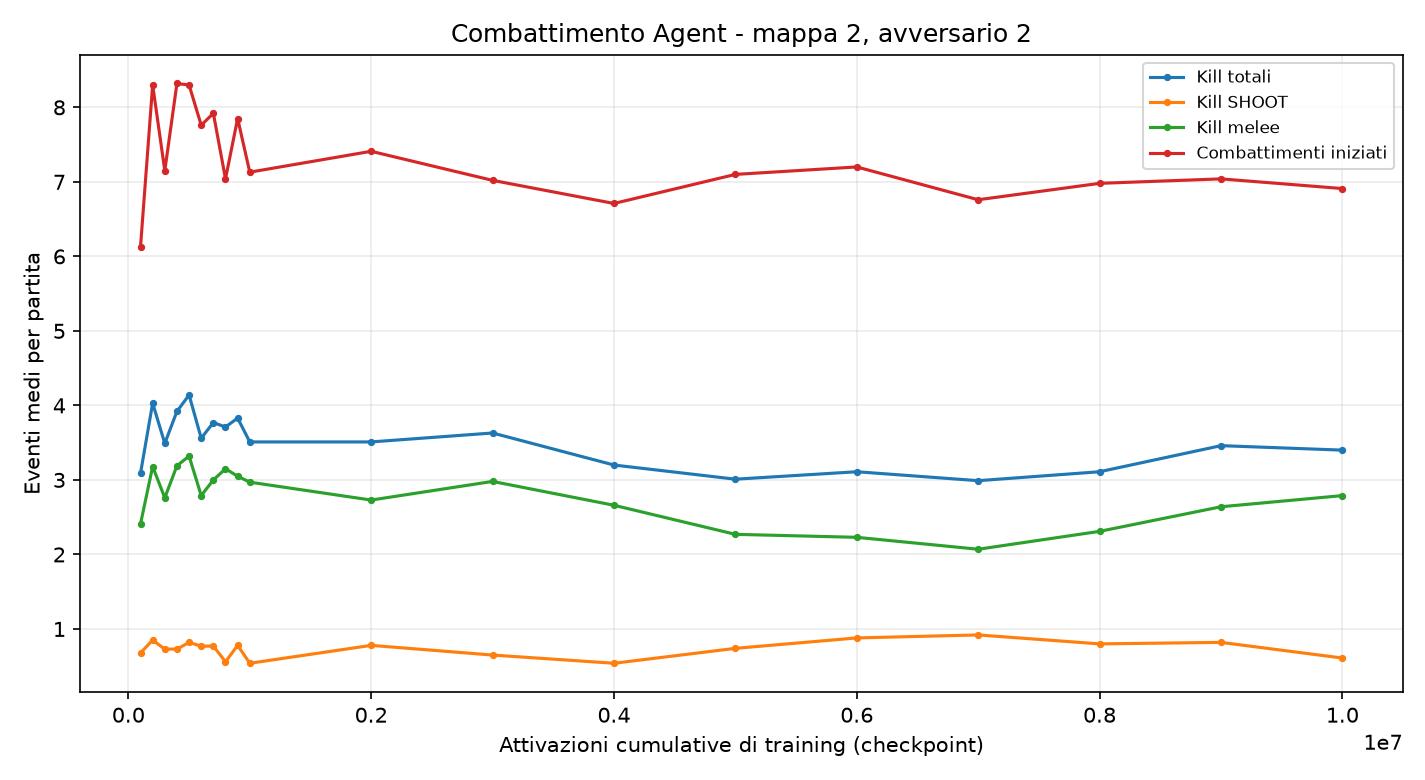 Combattimento Agent - mappa 2, avversario 2
Kill totali
Kill SHOOT
Kill melee
Combattimenti iniziati
Eventi medi per partita
8
7
6
5
4
3
2
1
0.0 0.2 0.4 0.6 0.8 1.0
1e7
Attivazioni cumulative di training (checkpoint)